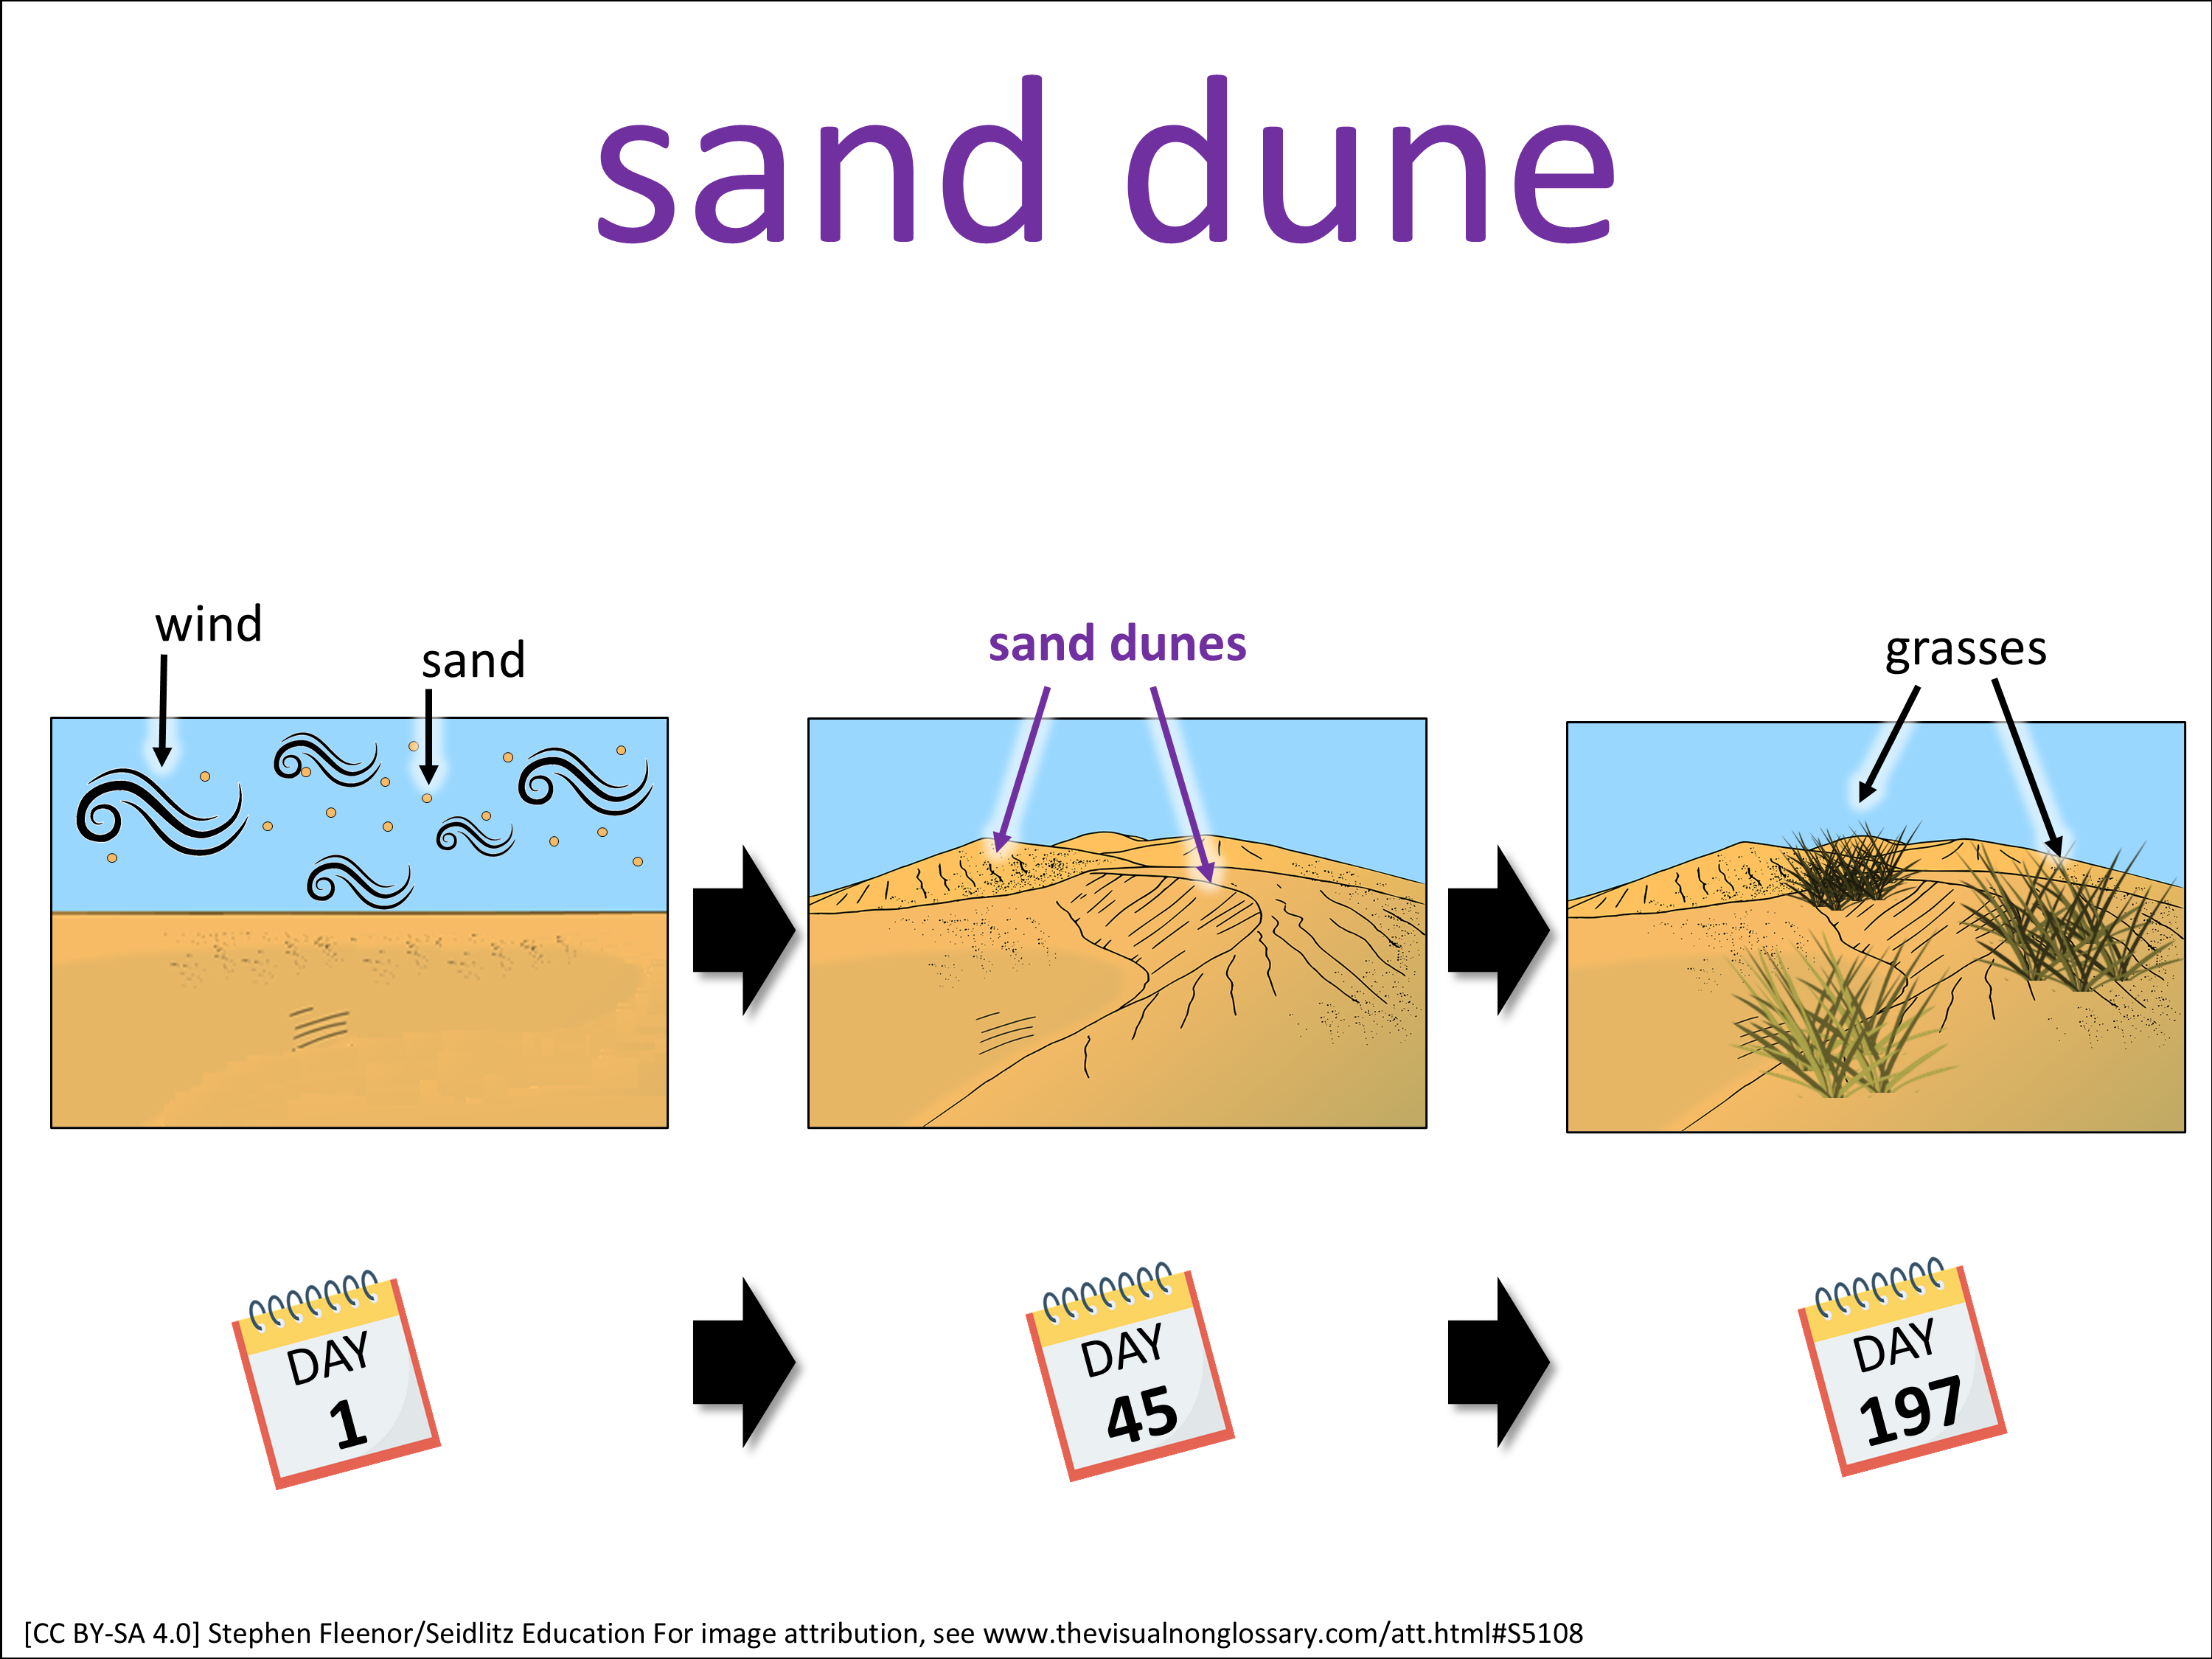 sand dune
wind
sand
sand dunes
grasses
DAY
1
DAY
45
DAY
197
[CC BY-SA 4.0] Stephen Fleenor/Seidlitz Education For image attribution, see www.thevisualnonglossary.com/att.html#S5108